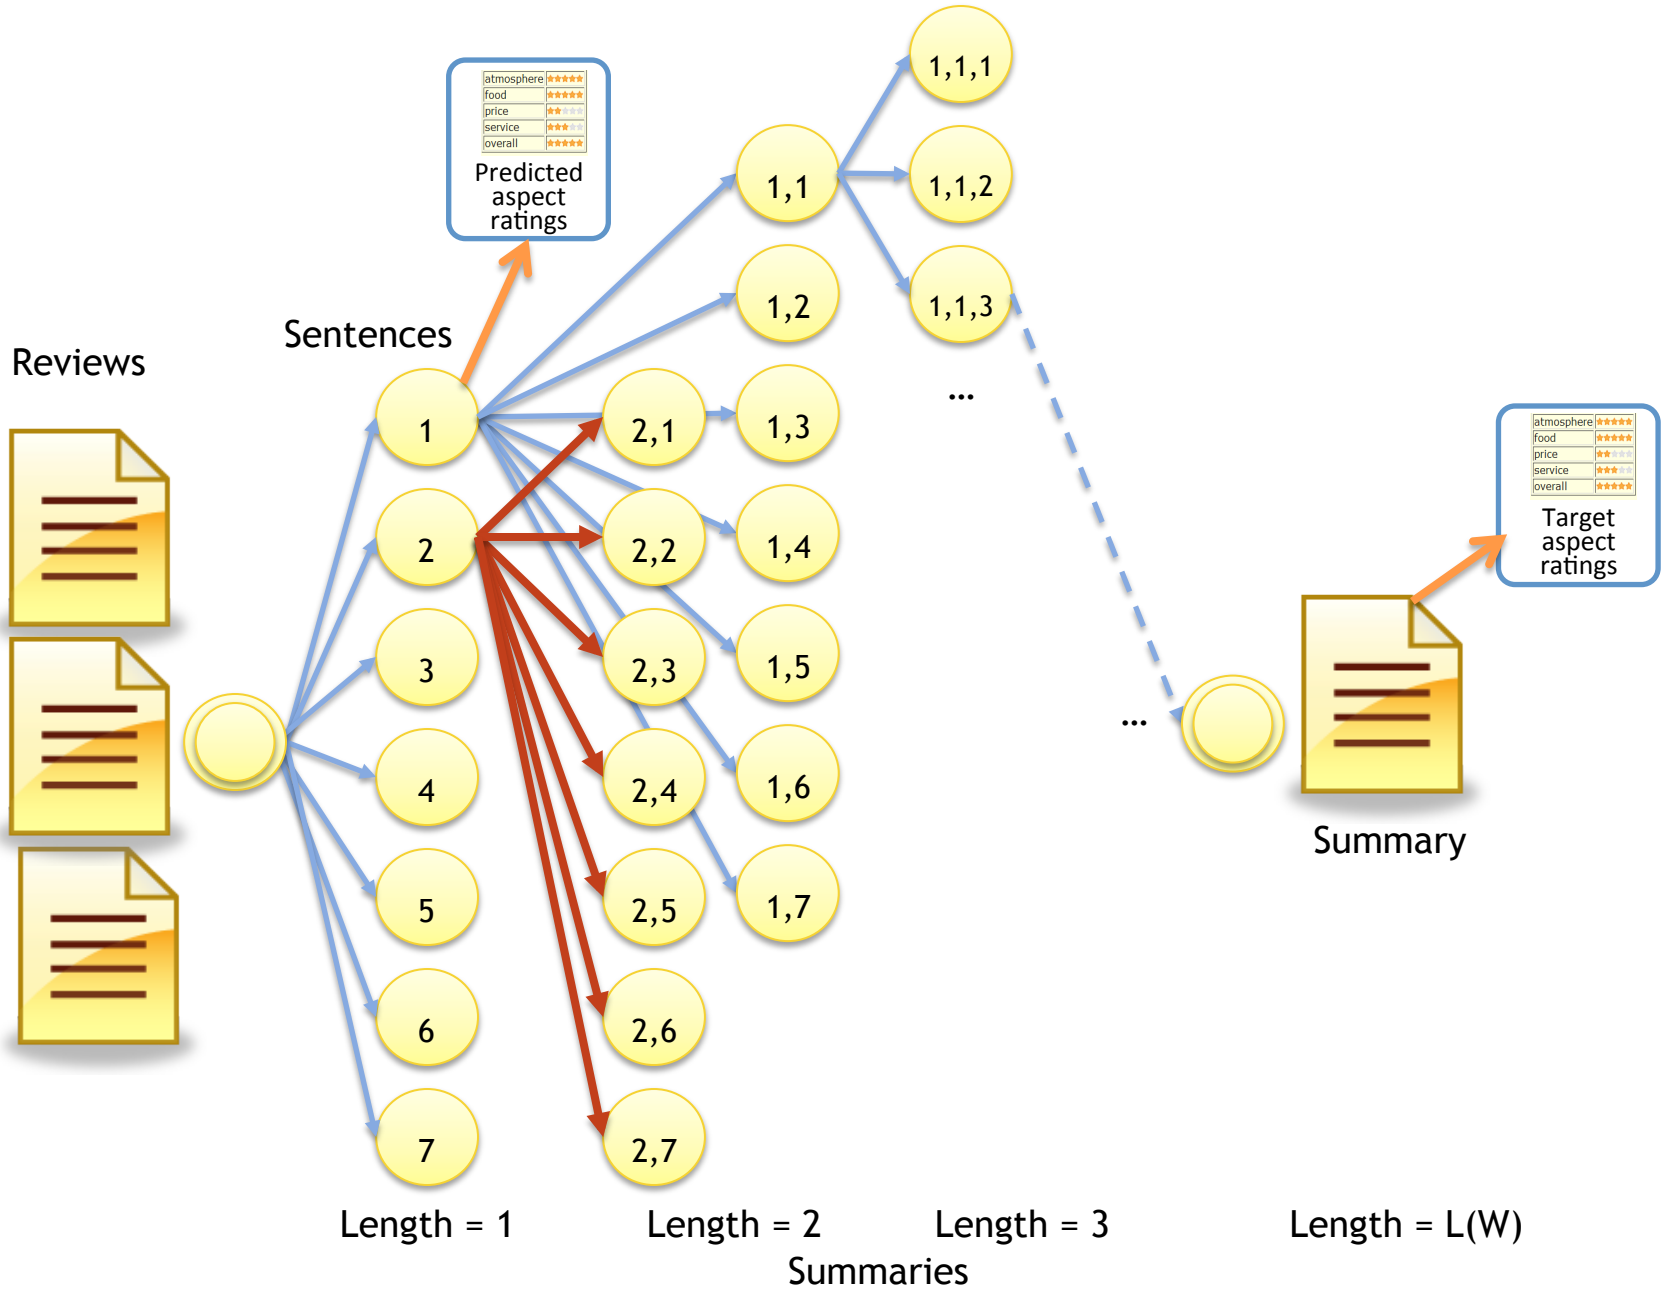 Reviews
Sentences
atmosphere
food
price
service
overall
Predicted
aspect
ratings
1
2
3
4
5
6
7
2,1
2,2
2,3
2,4
2,5
2,6
2,7
1,1
1,2
1,3
1,4
1,5
1,6
1,7
1,1,1
1,1,2
1,1,3
...
...
atmosphere
food
price
service
overall
Target
aspect
ratings
Summary
Length = 1
Length = 2
Length = 3
Length = L(W)
Summaries